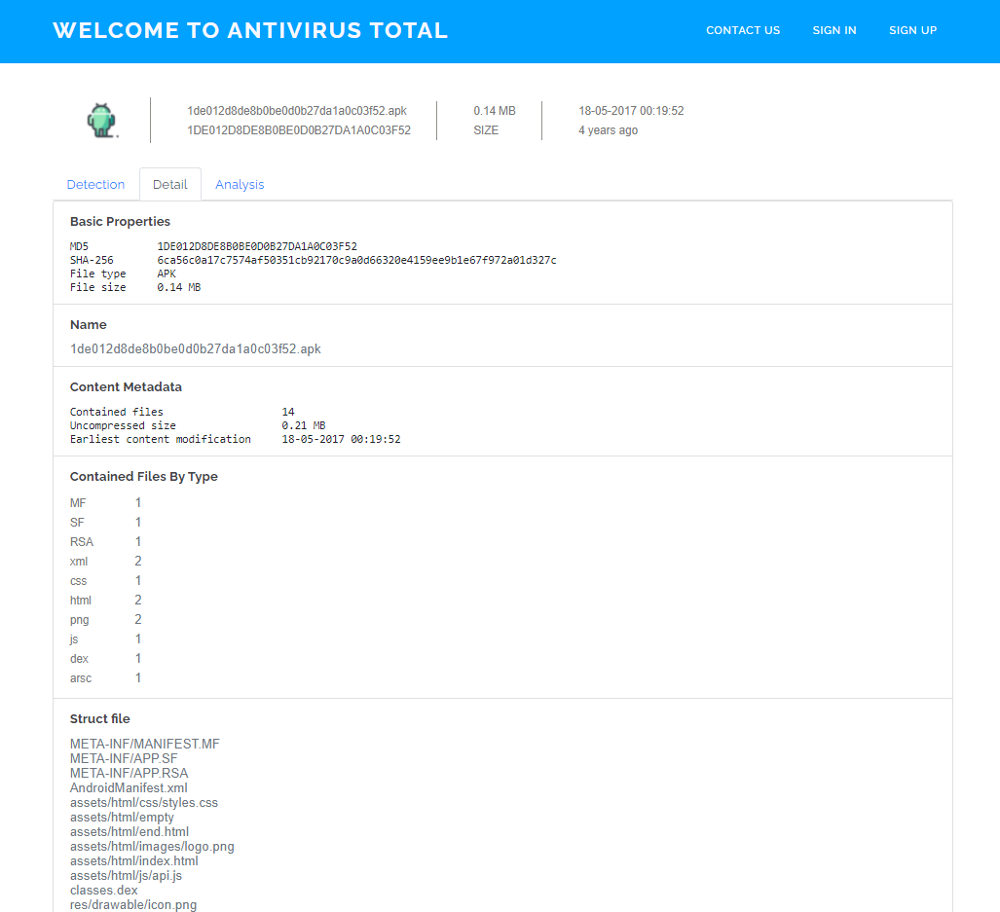 WELCOME TO ANTIVIRUS TOTAL
CONTACT US SIGN IN SIGN UP
1de012d8de8b0be0d0b27da1a0c03f52.apk 0.14 MB 18-05-2017 00:19:52
1DE012D8DE8B0BE0D0B27DA1A0C03F52 SIZE 4 years ago
Detection Detail Analysis
Basic Properties
MD5 1DE012D8DE8B0BE0D0B27DA1A0C03F52
SHA-256 6ca56c0a17c7574af50351cb92170c9a0d66320e4159ee9b1e67f972a01d327c
File type APK
File size 0.14 MB
Name
1de012d8de8b0be0d0b27da1a0c03f52.apk
Content Metadata
Contained files 14
Uncompressed size 0.21 MB
Earliest content modification 18-05-2017 00:19:52
Contained Files By Type
MF 1
SF 1
RSA 1
xml 2
css 1
html 2
png 2
js 1
dex 1
arsc 1
Struct file
META-INF/MANIFEST.MF
META-INF/APP.SF
META-INF/APP.RSA
AndroidManifest.xml
assets/html/css/styles.css
assets/html/empty
assets/html/end.html
assets/html/images/logo.png
assets/html/index.html
assets/html/js/api.js
classes.dex
res/drawable/icon.png